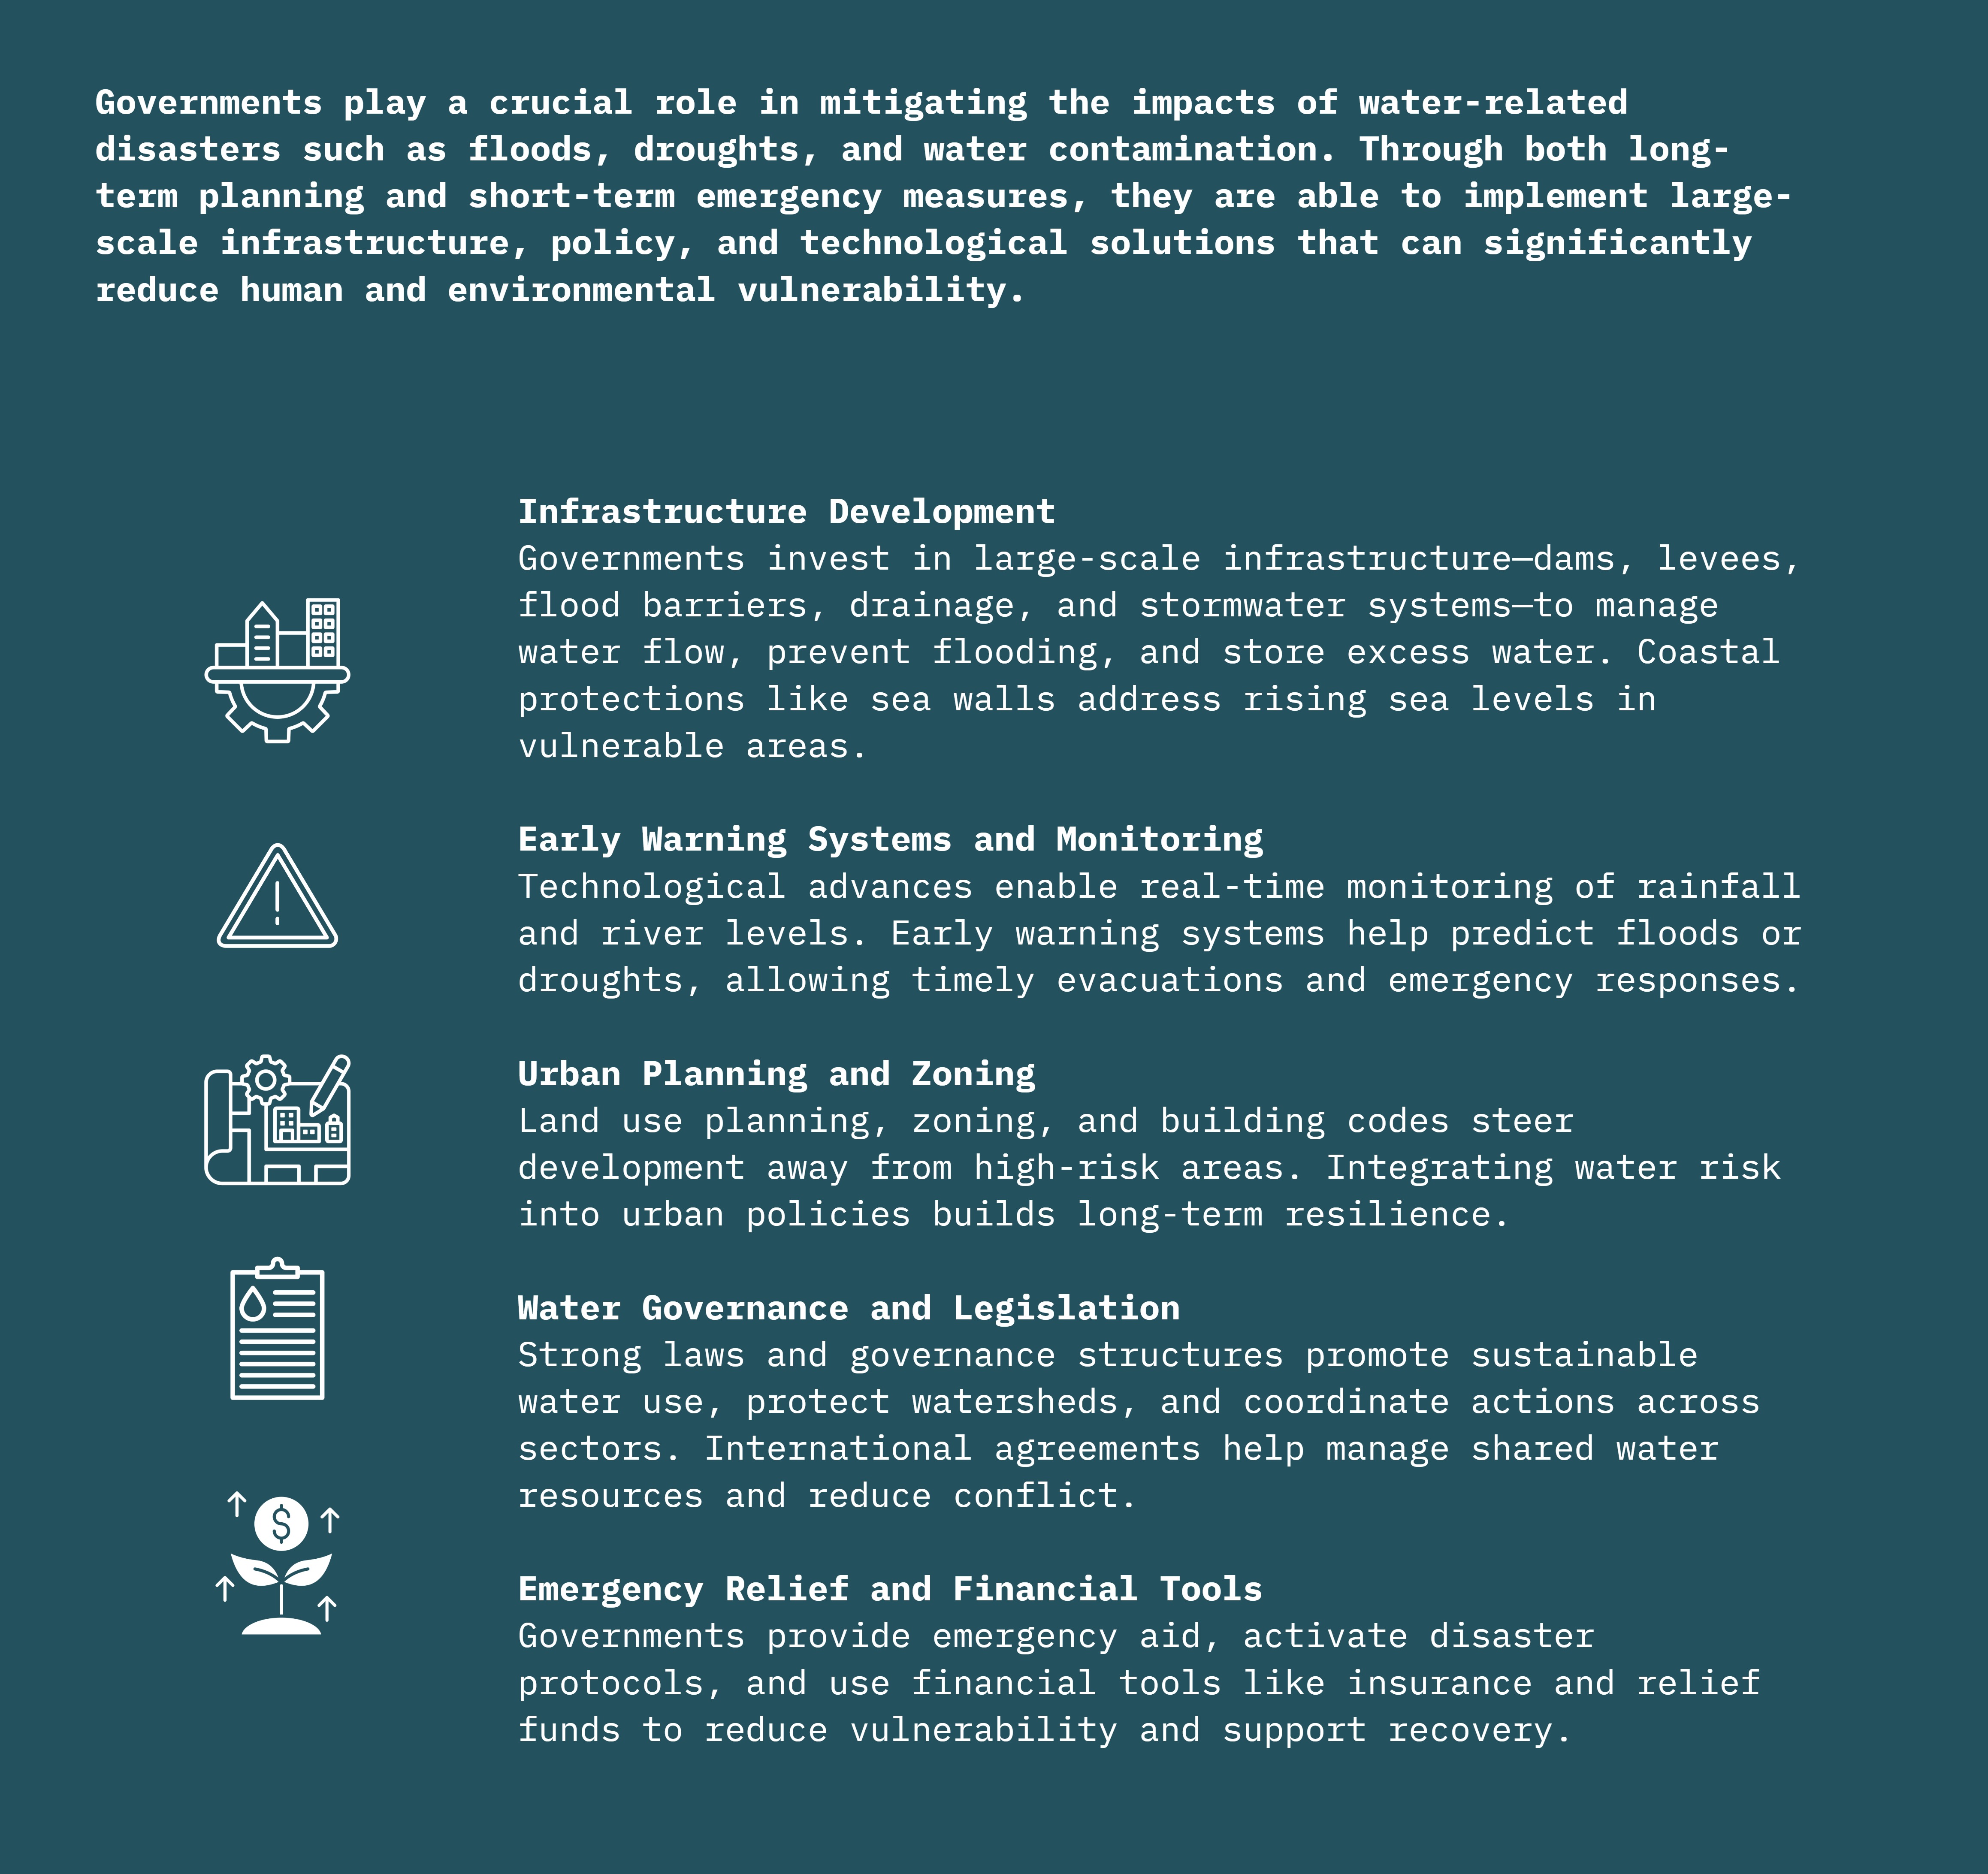 Governments play a crucial role in mitigating the impacts of water-related
disasters such as floods, droughts, and water contamination. Through both long-
term planning and short-term emergency measures, they are able to implement large-
scale infrastructure, policy, and technological solutions that can significantly
reduce human and environmental vulnerability.
Infrastructure Development
Governments invest in large-scale infrastructure—dams, levees,
flood barriers, drainage, and stormwater systems—to manage
water flow, prevent flooding, and store excess water. Coastal
protections like sea walls address rising sea levels in
vulnerable areas.
Early Warning Systems and Monitoring
Technological advances enable real-time monitoring of rainfall
and river levels. Early warning systems help predict floods or
droughts, allowing timely evacuations and emergency responses.
Urban Planning and Zoning
Land use planning, zoning, and building codes steer
development away from high-risk areas. Integrating water risk
into urban policies builds long-term resilience.
Water Governance and Legislation
Strong laws and governance structures promote sustainable
water use, protect watersheds, and coordinate actions across
sectors. International agreements help manage shared water
resources and reduce conflict.
$
Emergency Relief and Financial Tools
Governments provide emergency aid, activate disaster
protocols, and use financial tools like insurance and relief
funds to reduce vulnerability and support recovery.